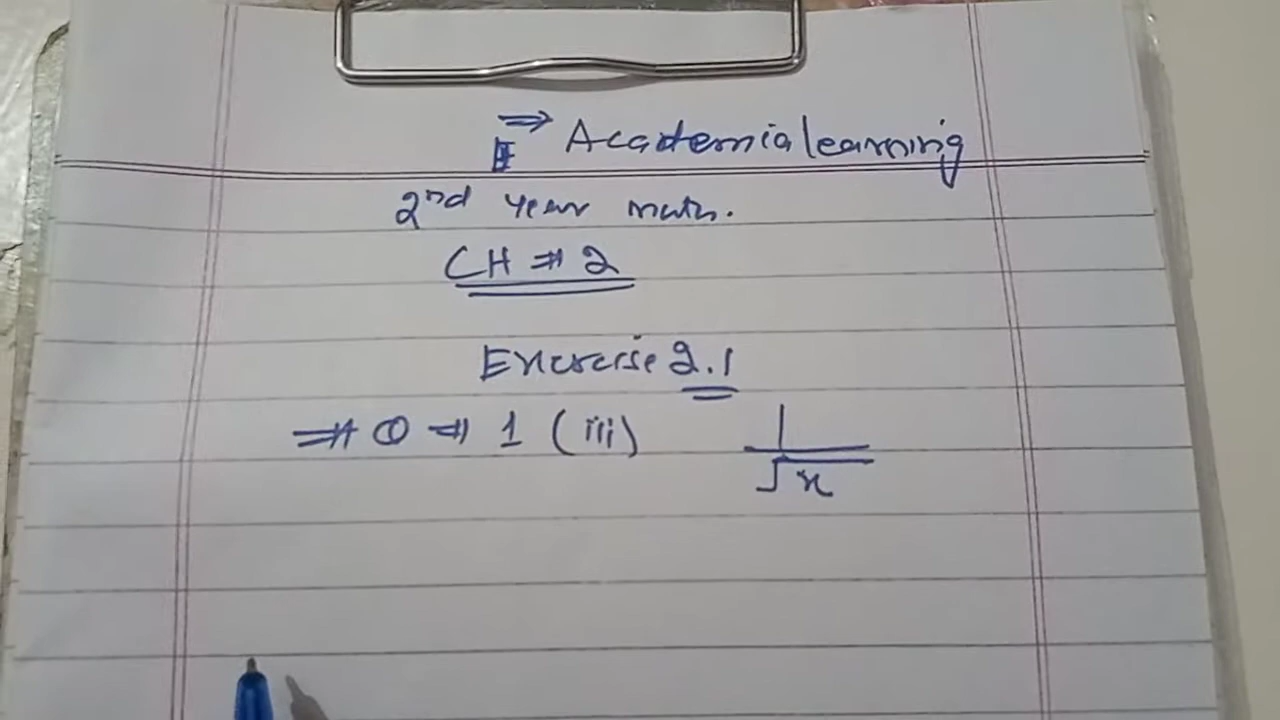 ⇒ Academialearning
2nd year math.
CH # 2
Exercise 2.1
⇒ Q ⇒ 1 (iii) 1/√x